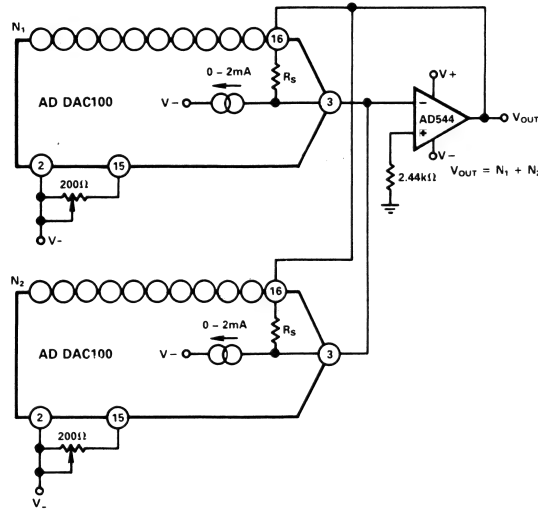 N1
16
RS
0 – 2mA
V–
3
AD DAC100
2
15
200Ω
V–
V+
–
AD544
+
V–
VOUT
2.44kΩ
VOUT = N1 + N2
N2
16
RS
0 – 2mA
V–
3
AD DAC100
2
15
200Ω
V–